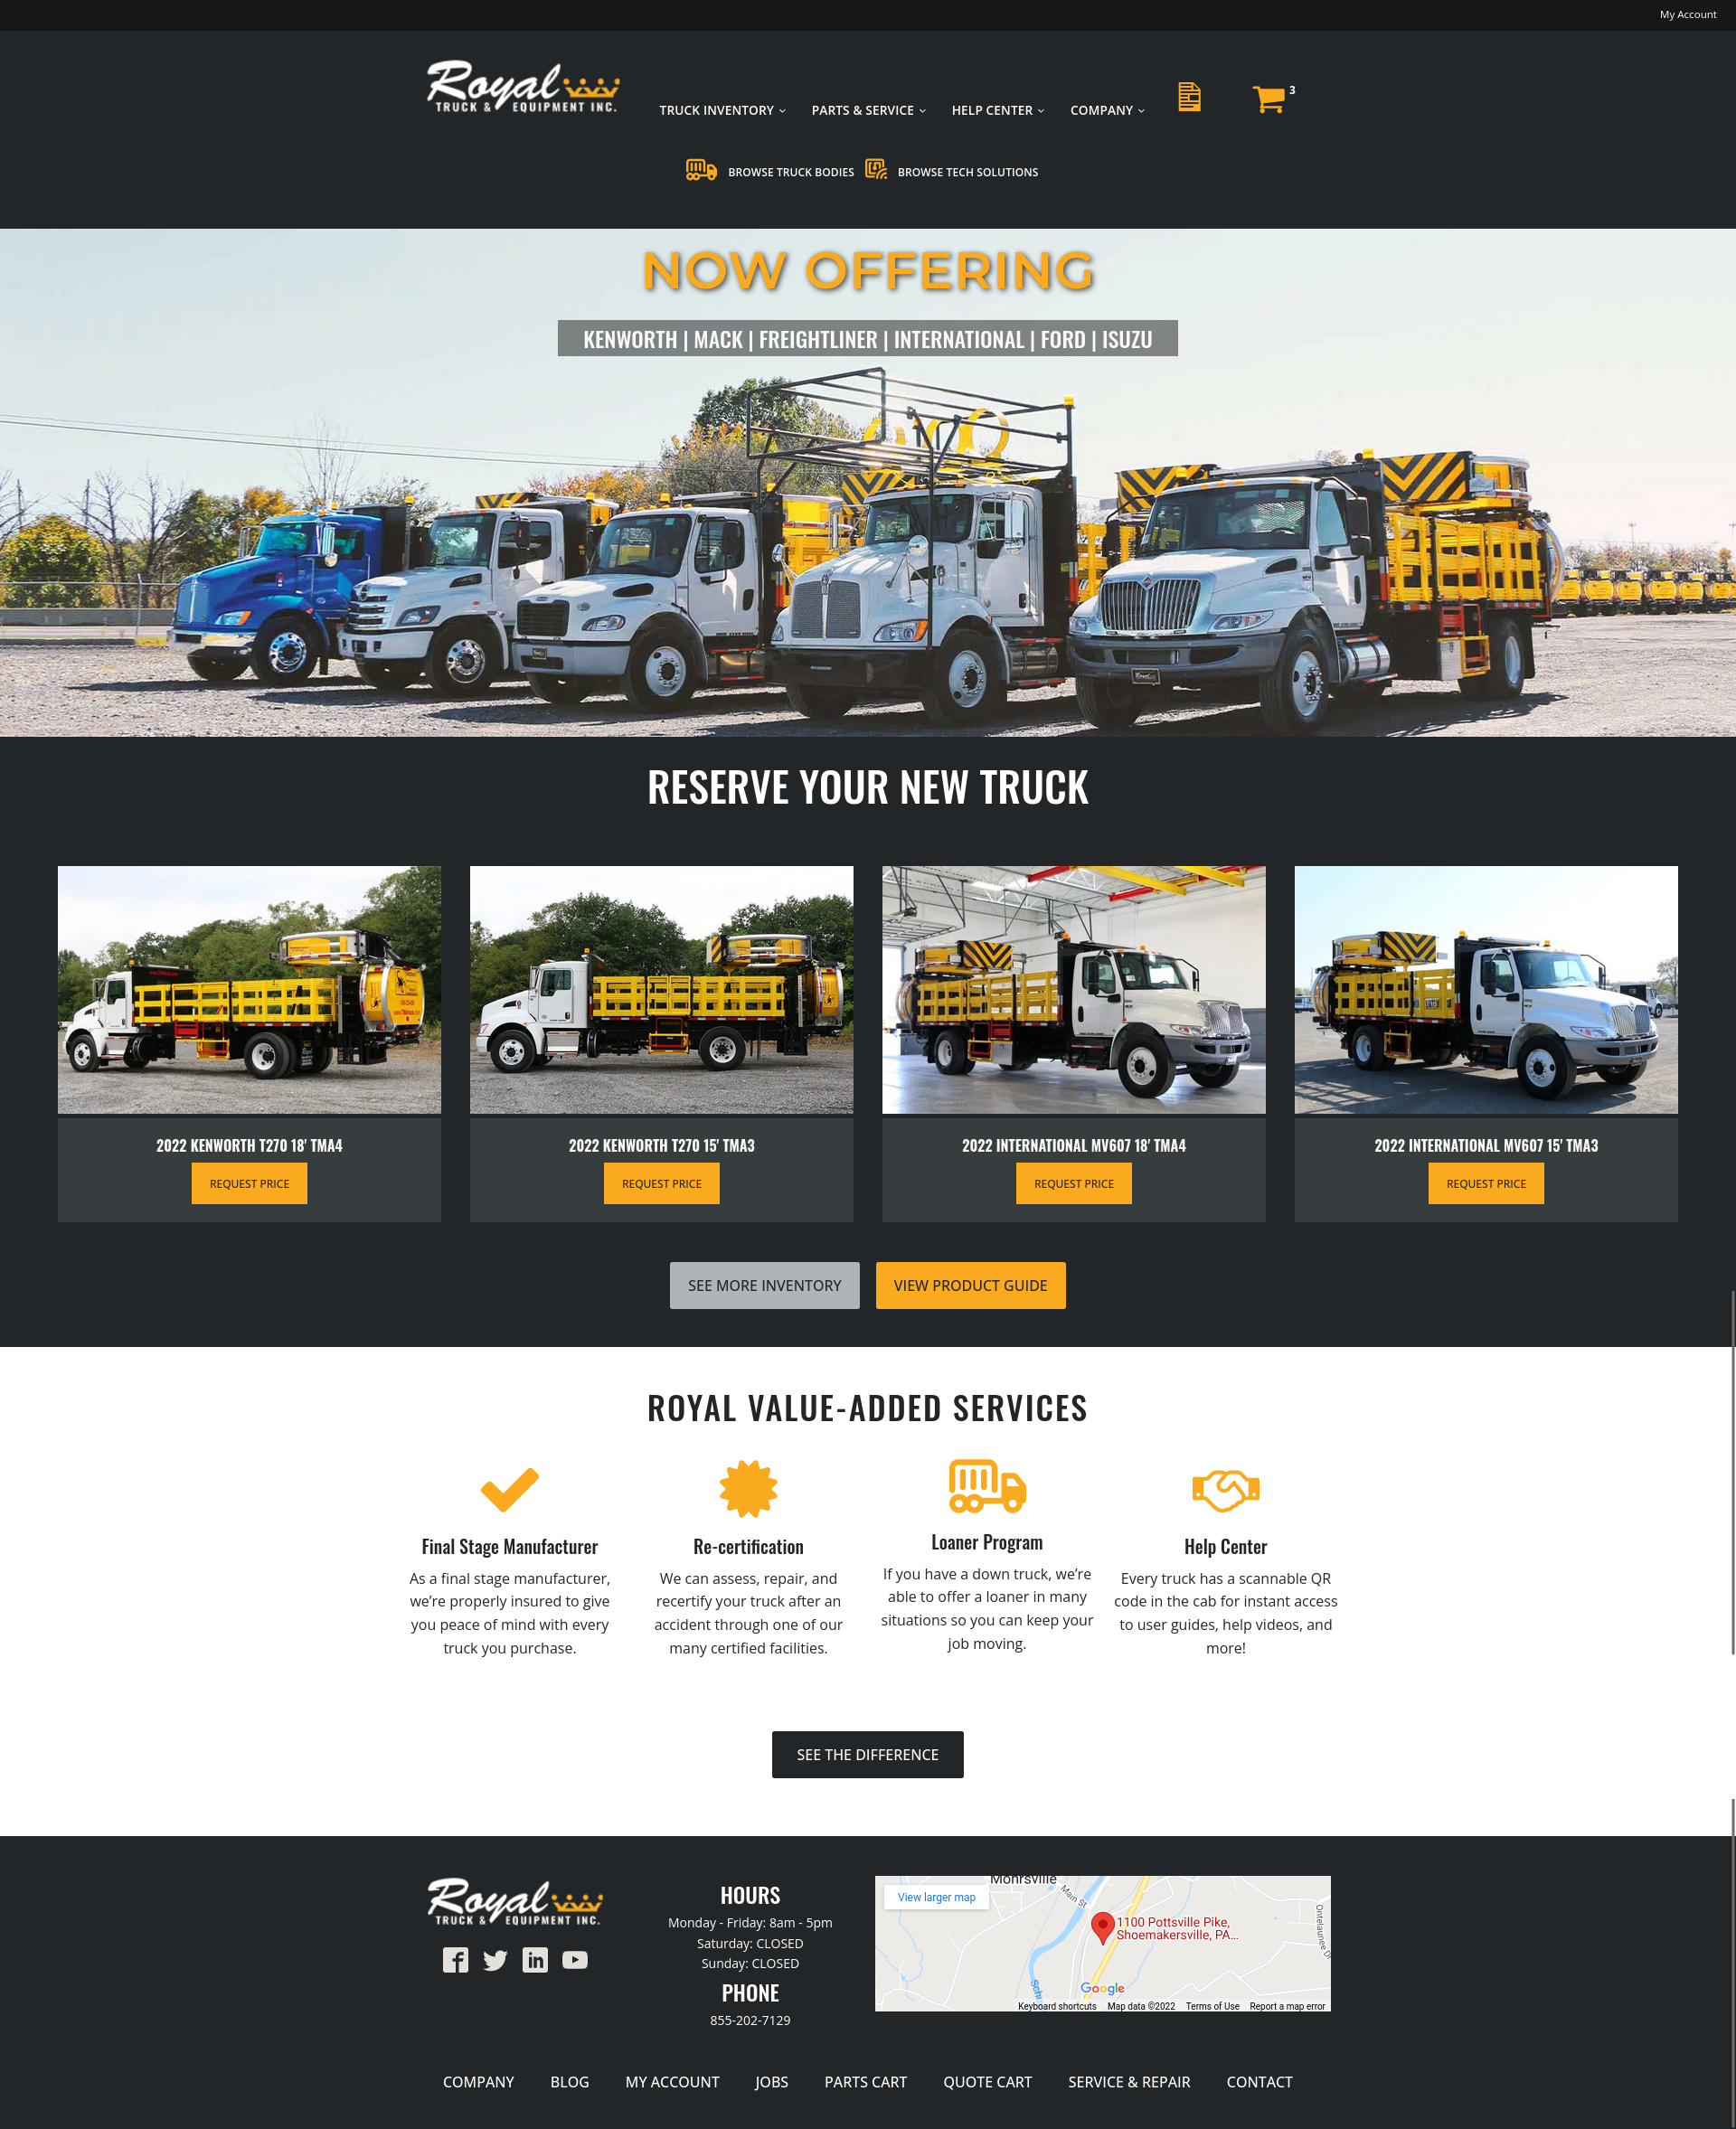 My Account
Royal
TRUCK & EQUIPMENT INC.
TRUCK INVENTORY
PARTS & SERVICE
HELP CENTER
COMPANY
3
BROWSE TRUCK BODIES
BROWSE TECH SOLUTIONS
NOW OFFERING
KENWORTH | MACK | FREIGHTLINER | INTERNATIONAL | FORD | ISUZU
RESERVE YOUR NEW TRUCK
2022 KENWORTH T270 18' TMA4
2022 KENWORTH T270 15' TMA3
2022 INTERNATIONAL MV607 18' TMA4
2022 INTERNATIONAL MV607 15' TMA3
REQUEST PRICE
REQUEST PRICE
REQUEST PRICE
REQUEST PRICE
SEE MORE INVENTORY
VIEW PRODUCT GUIDE
ROYAL VALUE-ADDED SERVICES
Final Stage Manufacturer
As a final stage manufacturer,
we’re properly insured to give
you peace of mind with every
truck you purchase.
Re-certification
We can assess, repair, and
recertify your truck after an
accident through one of our
many certified facilities.
Loaner Program
If you have a down truck, we’re
able to offer a loaner in many
situations so you can keep your
job moving.
Help Center
Every truck has a scannable QR
code in the cab for instant access
to user guides, help videos, and
more!
SEE THE DIFFERENCE
Royal
TRUCK & EQUIPMENT INC.
HOURS
Monday - Friday: 8am - 5pm
Saturday: CLOSED
Sunday: CLOSED
PHONE
855-202-7129
View larger map
Mohrsville
Main St
1100 Pottsville Pike,
Shoemakersville, PA...
Ontelaunee Dr
Google
Keyboard shortcuts
Map data ©2022
Terms of Use
Report a map error
COMPANY
BLOG
MY ACCOUNT
JOBS
PARTS CART
QUOTE CART
SERVICE & REPAIR
CONTACT